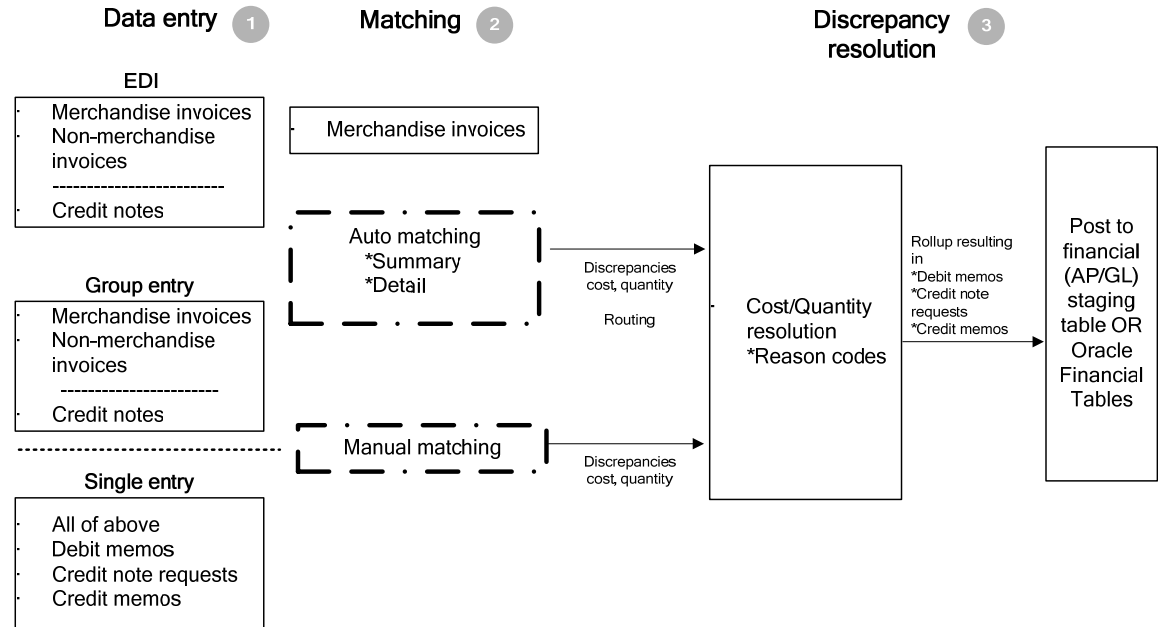 Data entry 1
Matching 2
Discrepancy
resolution 3
EDI
· Merchandise invoices
· Non-merchandise
invoices
-------------------------
· Credit notes
Group entry
· Merchandise invoices
· Non-merchandise
invoices
-----------------------
· Credit notes
Single entry
· All of above
· Debit memos
· Credit note requests
· Credit memos
· Merchandise invoices
Auto matching
*Summary
*Detail
Manual matching
Discrepancies
cost, quantity
Routing
Discrepancies
cost, quantity
· Cost/Quantity
resolution
*Reason codes
Rollup resulting
in
*Debit memos
*Credit note
requests
*Credit memos
Post to
financial
(AP/GL)
staging
table OR
Oracle
Financial
Tables